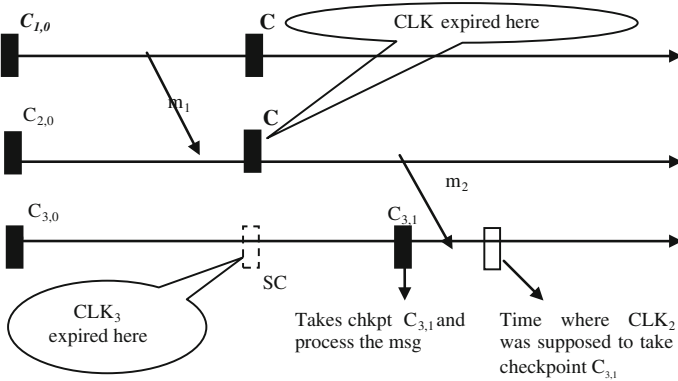 C1,0
C
CLK expired here
m1
C2,0
C
m2
C3,0
C3,1
SC
CLK3
expired here
Takes chkpt C3,1 and
process the msg
Time where CLK2
was supposed to take
checkpoint C3,1